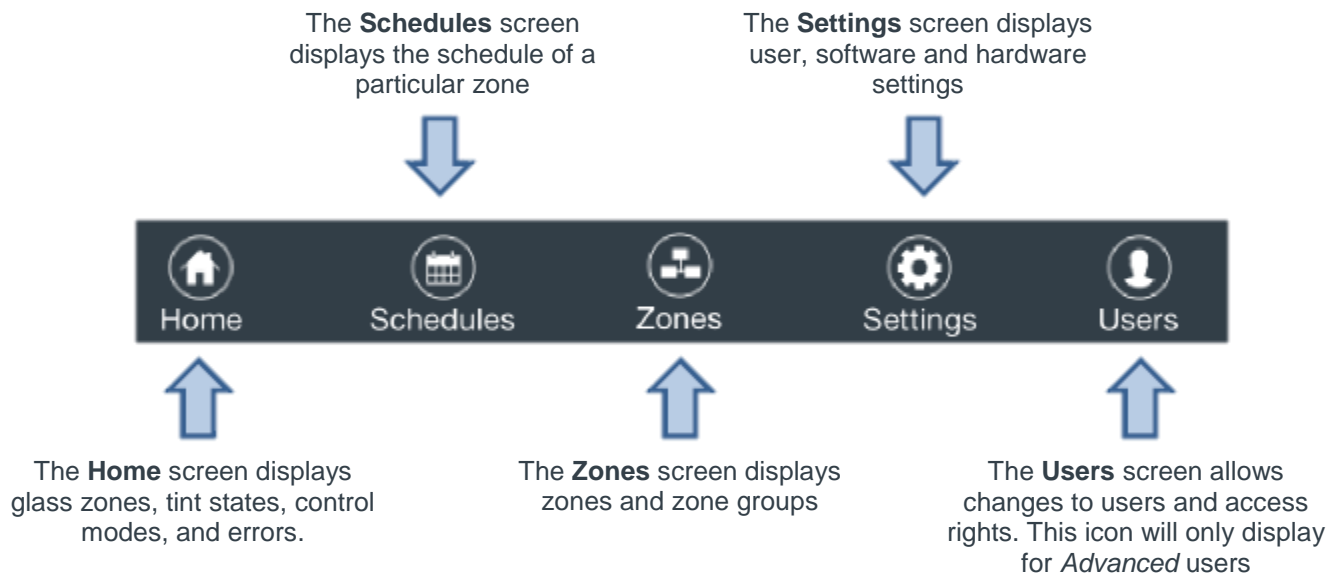 The Schedules screen
displays the schedule of a
particular zone
The Settings screen displays
user, software and hardware
settings
Home
Schedules
Zones
Settings
Users
The Home screen displays
glass zones, tint states, control
modes, and errors.
The Zones screen displays
zones and zone groups
The Users screen allows
changes to users and access
rights. This icon will only display
for Advanced users